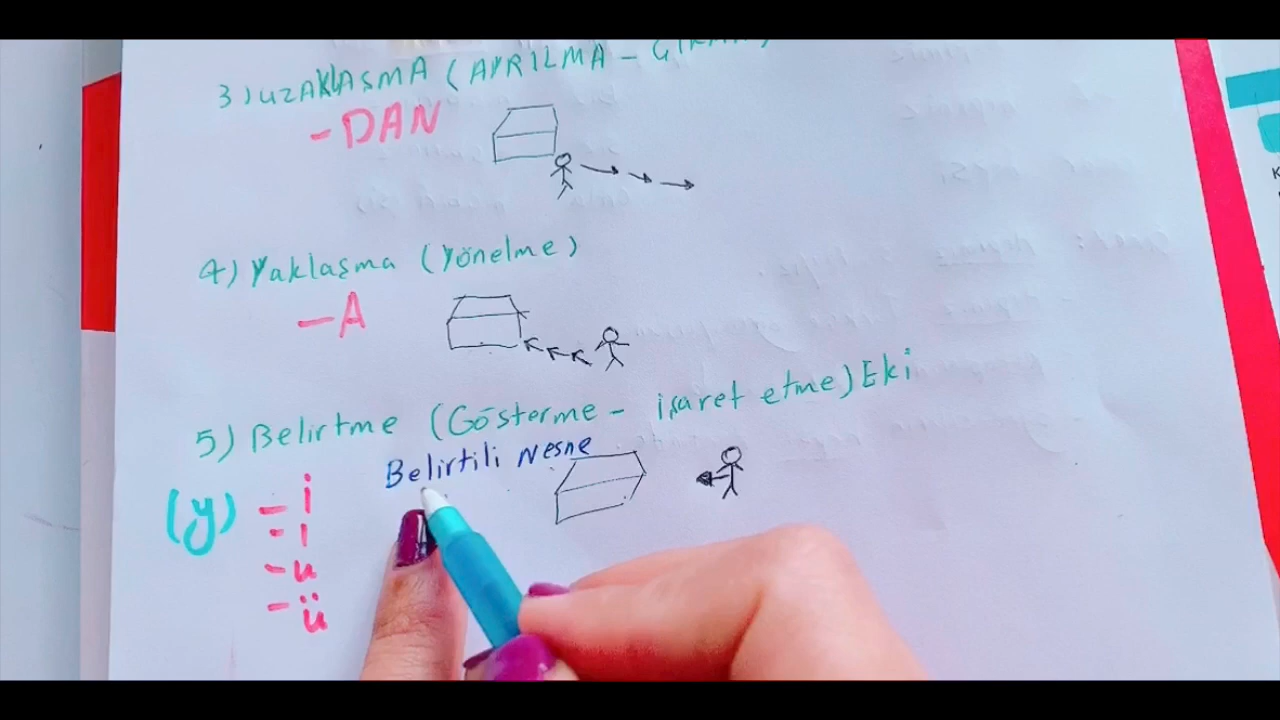 3) UZAKLAŞMA (AYRILMA -
-DAN
4) Yaklaşma (Yönelme)
-A
5) Belirtme (Gösterme - işaret etme) Eki
Belirtili Nesne
(y) -i
-ı
-u
-ü